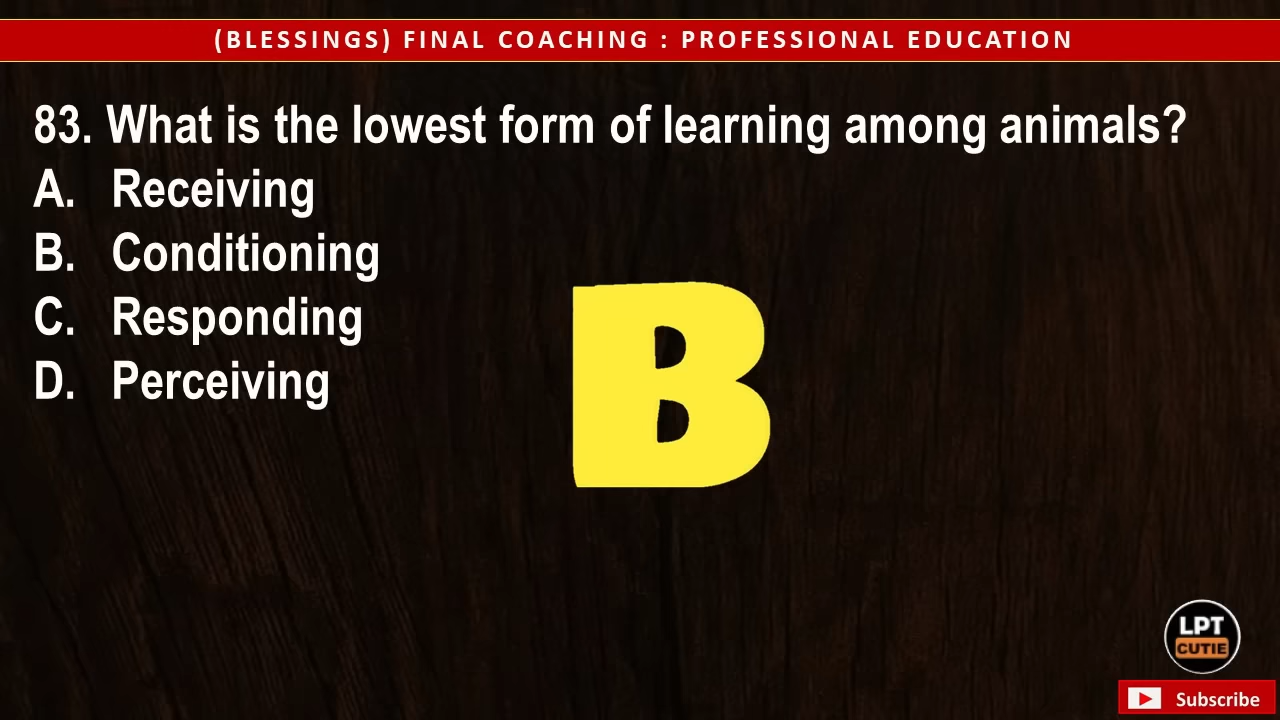 (BLESSINGS) FINAL COACHING : PROFESSIONAL EDUCATION
83. What is the lowest form of learning among animals?
A. Receiving
B. Conditioning
C. Responding
D. Perceiving
B
LPT
CUTIE
Subscribe